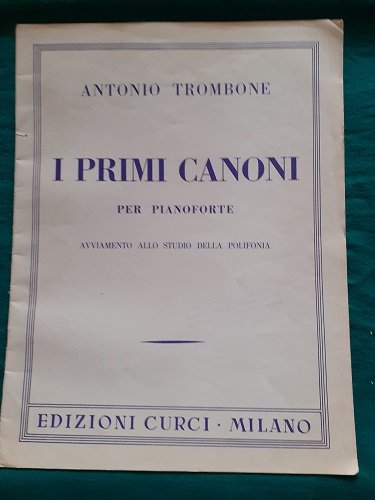 ANTONIO TROMBONE
I PRIMI CANONI
PER PIANOFORTE
AVVIAMENTO ALLO STUDIO DELLA POLIFONIA
EDIZIONI CURCI · MILANO